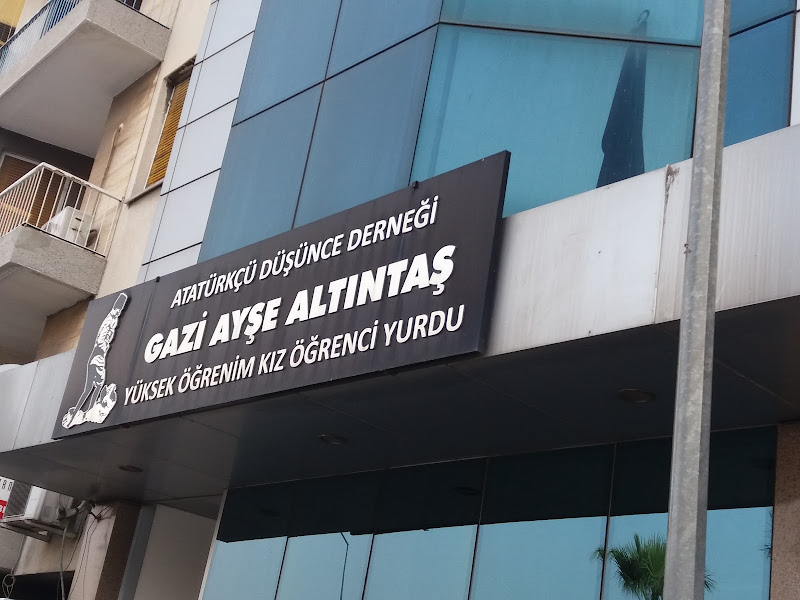 ATATÜRKÇÜ DÜŞÜNCE DERNEĞİ
GAZİ AYŞE ALTINTAŞ
YÜKSEK ÖĞRENİM KIZ ÖĞRENCİ YURDU